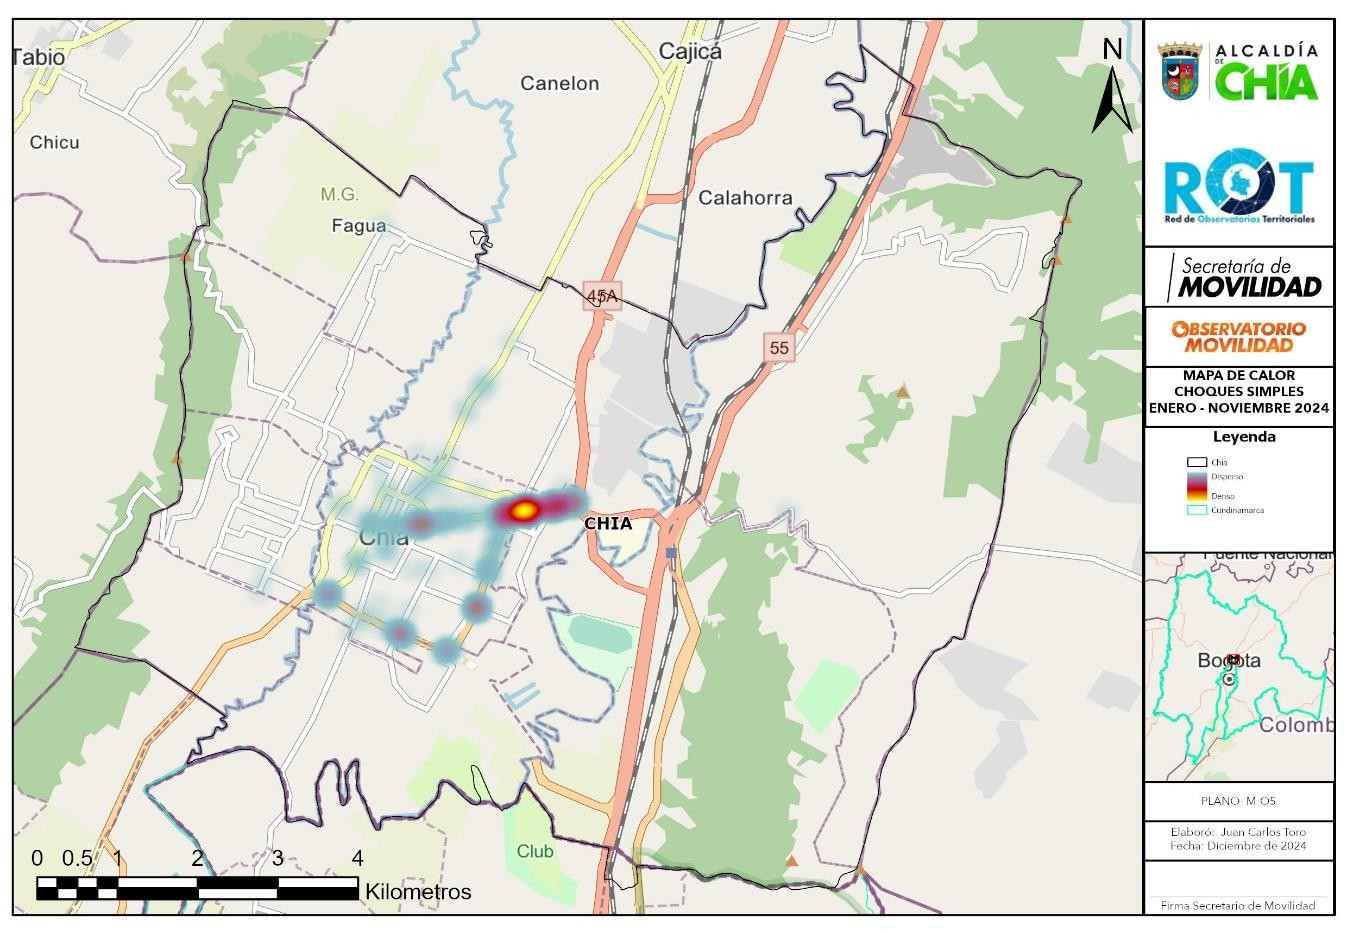 Tabio
Cajicá
Canelon
Chicu
M.G.
Fagua
Calahorra
45A
55
CHIA
Chia
Club
0 0.5 1 2 3 4
Kilometros
N
ALCALDÍA
DE
CHÍA
ROT
Red de Observatorios Territoriales
Secretaría de
MOVILIDAD
OBSERVATORIO
MOVILIDAD
MAPA DE CALOR
CHOQUES SIMPLES
ENERO - NOVIEMBRE 2024
Leyenda
Chia
Disperso
Denso
Cundinamarca
Puente Nacional
Bogota
Colomb
PLANO- M-05
Elaboró: Juan Carlos Toro
Fecha: Diciembre de 2024
Firma Secretario de Movilidad